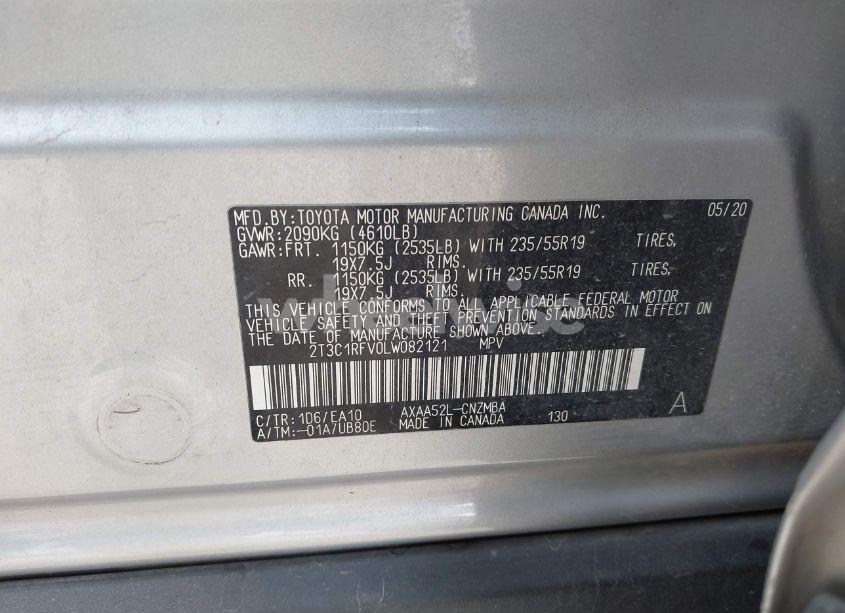 MFD.BY:TOYOTA MOTOR MANUFACTURING CANADA INC. 05/20
GVWR:2090KG (4610LB)
GAWR:FRT. 1150KG (2535LB) WITH 235/55R19 TIRES,
19X7.5J RIMS.
RR. 1150KG (2535LB) WITH 235/55R19 TIRES,
19X7.5J RIMS.
THIS VEHICLE CONFORMS TO ALL APPLICABLE FEDERAL MOTOR
VEHICLE SAFETY AND THEFT PREVENTION STANDARDS IN EFFECT ON
THE DATE OF MANUFACTURE SHOWN ABOVE.
2T3C1RFV0LW082121 MPV
C/TR:1D6/EA10 AXAA52L-CNZMBA 130 A
A/TM:-01A/UB80E MADE IN CANADA